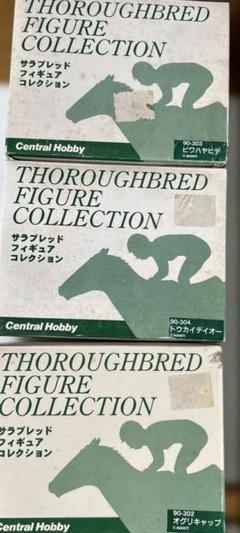 THOROUGHBRED
FIGURE
COLLECTION
サラブレッド
フィギュア
コレクション
Central Hobby
90-303
ビワハヤヒデ
© AVANTI
THOROUGHBRED
FIGURE
COLLECTION
サラブレッド
フィギュア
コレクション
Central Hobby
90-304
トウカイテイオー
© AVANTI
THOROUGHBRED
FIGURE
COLLECTION
サラブレッド
フィギュア
コレクション
Central Hobby
90-302
オグリキャップ
© AVANTI